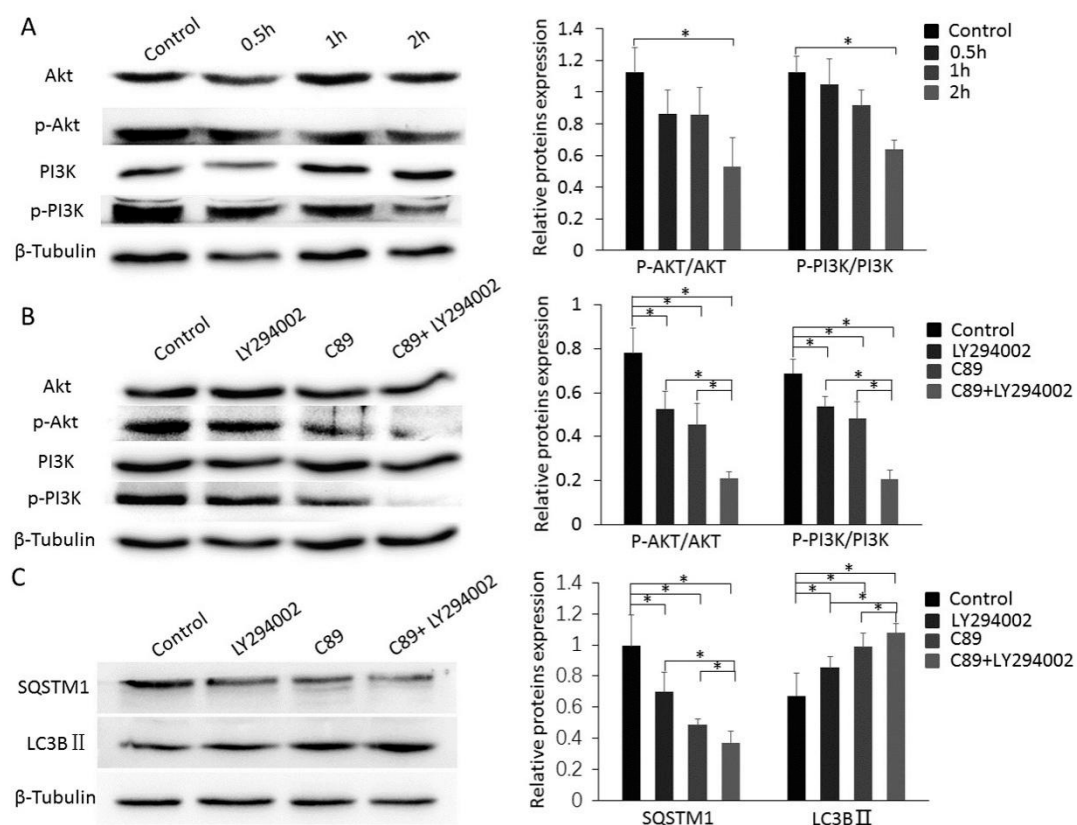 A
Control 0.5h 1h 2h
Akt
p-Akt
PI3K
p-PI3K
β-Tubulin
Relative proteins expression
1.4
1.2
1
0.8
0.6
0.4
0.2
0
* *
P-AKT/AKT P-PI3K/PI3K
Control
0.5h
1h
2h
B
Control LY294002 C89 C89+ LY294002
Akt
p-Akt
PI3K
p-PI3K
β-Tubulin
Relative proteins expression
1
0.8
0.6
0.4
0.2
0
* * * * *
* * * * *
P-AKT/AKT P-PI3K/PI3K
Control
LY294002
C89
C89+LY294002
C
Control LY294002 C89 C89+ LY294002
SQSTM1
LC3BⅡ
β-Tubulin
Relative proteins expression
1.4
1.2
1
0.8
0.6
0.4
0.2
0
* * * * *
* * * * *
SQSTM1 LC3BⅡ
Control
LY294002
C89
C89+LY294002